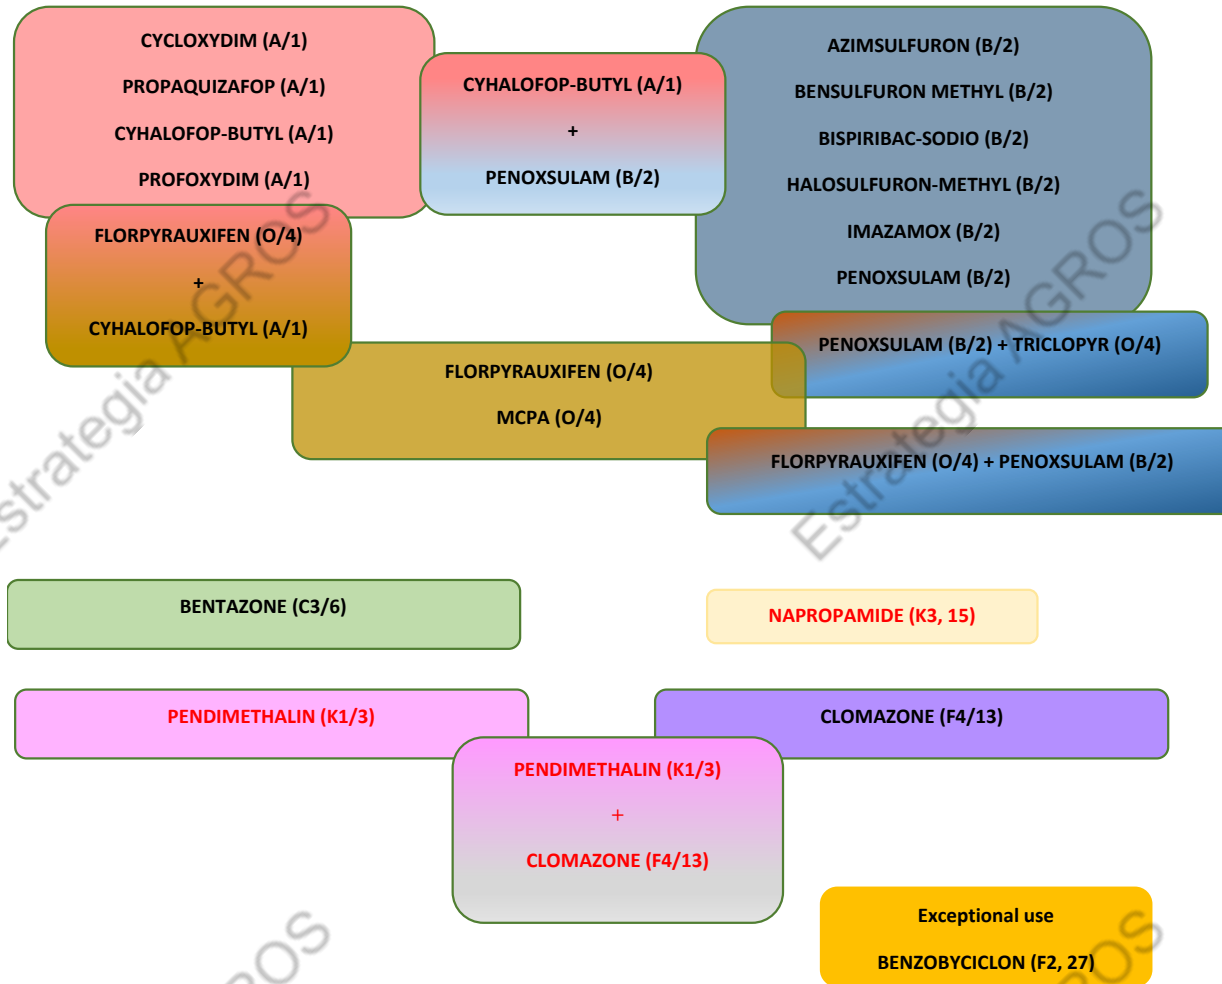 CYCLOXYDIM (A/1)
PROPAQUIZAFOP (A/1)
CYHALOFOP-BUTYL (A/1)
PROFOXYDIM (A/1)
CYHALOFOP-BUTYL (A/1)
+
PENOXSULAM (B/2)
AZIMSULFURON (B/2)
BENSULFURON METHYL (B/2)
BISPIRIBAC-SODIO (B/2)
HALOSULFURON-METHYL (B/2)
IMAZAMOX (B/2)
PENOXSULAM (B/2)
FLORPYRAUXIFEN (O/4)
+
CYHALOFOP-BUTYL (A/1)
PENOXSULAM (B/2) + TRICLOPYR (O/4)
FLORPYRAUXIFEN (O/4)
MCPA (O/4)
FLORPYRAUXIFEN (O/4) + PENOXSULAM (B/2)
BENTAZONE (C3/6)
NAPROPAMIDE (K3, 15)
PENDIMETHALIN (K1/3)
CLOMAZONE (F4/13)
PENDIMETHALIN (K1/3)
+
CLOMAZONE (F4/13)
Exceptional use
BENZOBYCICLON (F2, 27)
Estrategia AGROS
Estrategia AGROS
AGROS
AGROS